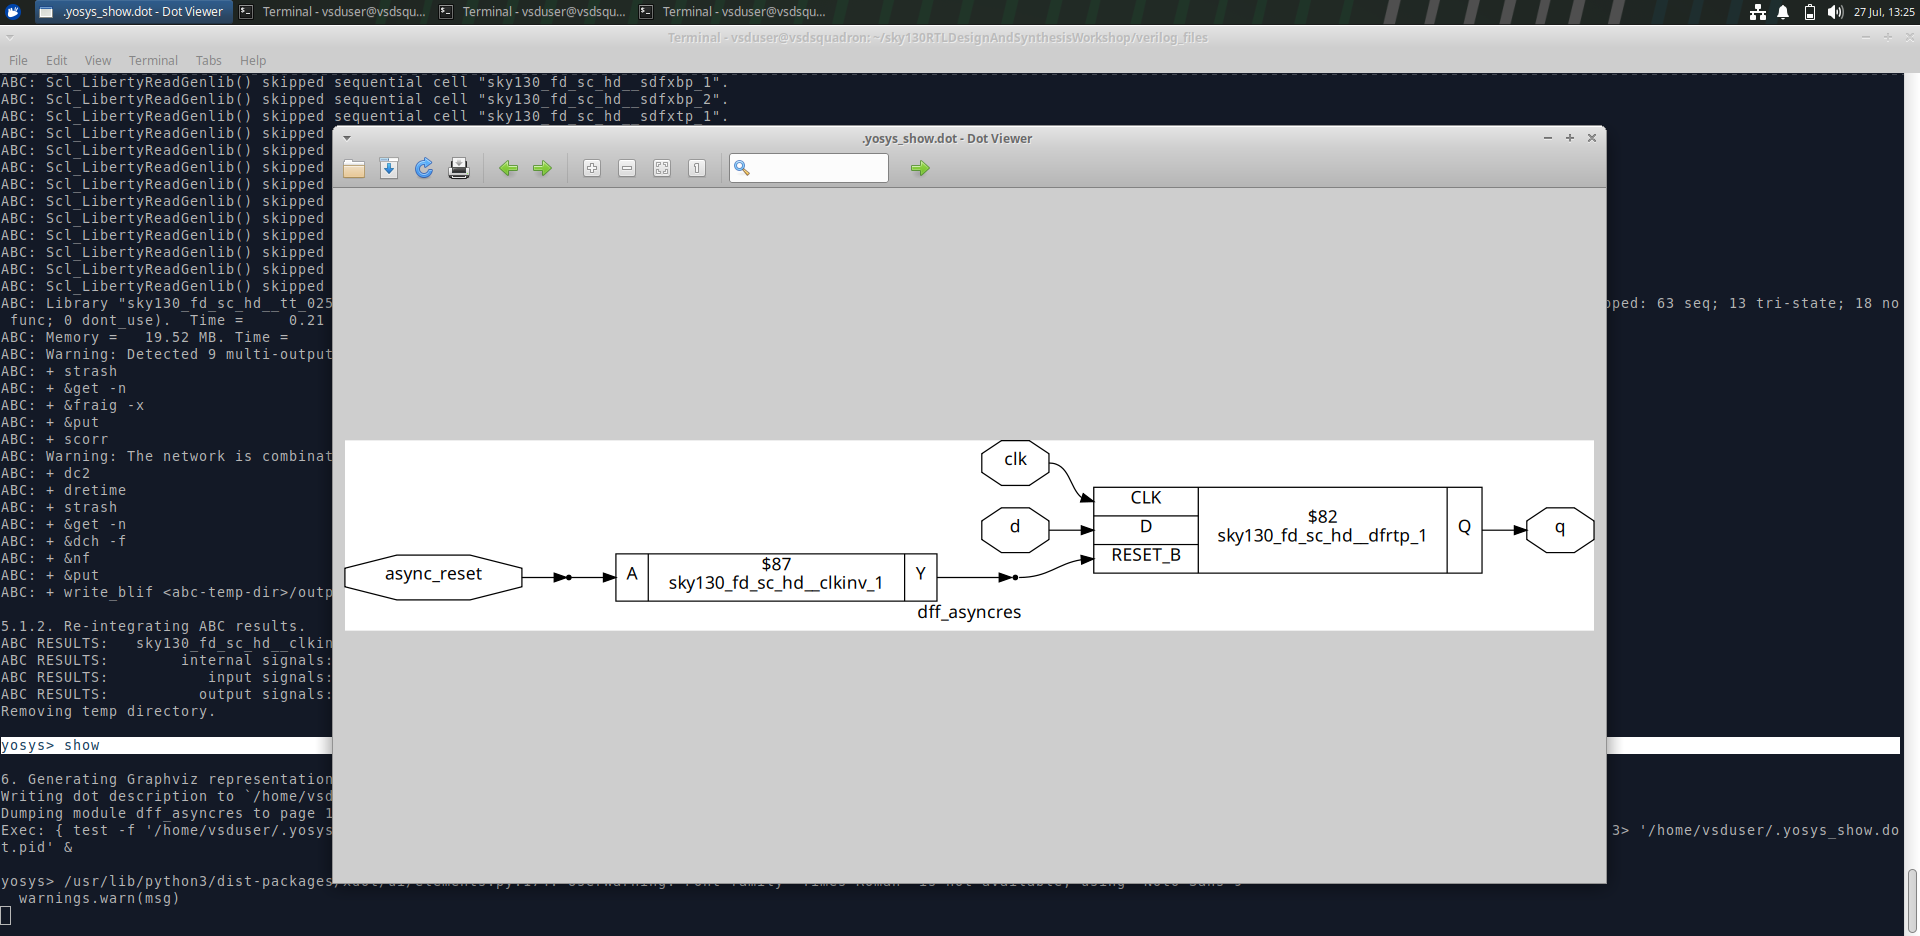 .yosys_show.dot - Dot Viewer
Terminal - vsduser@vsdsqu...
Terminal - vsduser@vsdsqu...
Terminal - vsduser@vsdsqu...
27 Jul, 13:25
Terminal - vsduser@vsdsquadron: ~/sky130RTLDesignAndSynthesisWorkshop/verilog_files
File Edit View Terminal Tabs Help
ABC: Scl_LibertyReadGenlib() skipped sequential cell "sky130_fd_sc_hd__sdfxbp_1".
ABC: Scl_LibertyReadGenlib() skipped sequential cell "sky130_fd_sc_hd__sdfxbp_2".
ABC: Scl_LibertyReadGenlib() skipped sequential cell "sky130_fd_sc_hd__sdfxtp_1".
ABC: Scl_LibertyReadGenlib() skipped
ABC: Scl_LibertyReadGenlib() skipped
ABC: Scl_LibertyReadGenlib() skipped
ABC: Scl_LibertyReadGenlib() skipped
ABC: Scl_LibertyReadGenlib() skipped
ABC: Scl_LibertyReadGenlib() skipped
ABC: Scl_LibertyReadGenlib() skipped
ABC: Scl_LibertyReadGenlib() skipped
ABC: Scl_LibertyReadGenlib() skipped
ABC: Scl_LibertyReadGenlib() skipped
ABC: Library "sky130_fd_sc_hd__tt_025
pped: 63 seq; 13 tri-state; 18 no
func; 0 dont_use). Time = 0.21
ABC: Memory = 19.52 MB. Time =
ABC: Warning: Detected 9 multi-output
ABC: + strash
ABC: + &get -n
ABC: + &fraig -x
ABC: + &put
ABC: + scorr
ABC: Warning: The network is combinat
ABC: + dc2
ABC: + dretime
ABC: + strash
ABC: + &get -n
ABC: + &dch -f
ABC: + &nf
ABC: + &put
ABC: + write_blif <abc-temp-dir>/outp
5.1.2. Re-integrating ABC results.
ABC RESULTS: sky130_fd_sc_hd__clkin
ABC RESULTS: internal signals:
ABC RESULTS: input signals:
ABC RESULTS: output signals:
Removing temp directory.
yosys> show
6. Generating Graphviz representation
Writing dot description to `/home/vsd
Dumping module dff_asyncres to page 1
Exec: { test -f '/home/vsduser/.yosys
3> '/home/vsduser/.yosys_show.do
t.pid' &
yosys> /usr/lib/python3/dist-packages/
warnings.warn(msg)
.yosys_show.dot - Dot Viewer
clk
d
async_reset
A
$87
sky130_fd_sc_hd__clkinv_1
Y
CLK
D
RESET_B
$82
sky130_fd_sc_hd__dfrtp_1
Q
q
dff_asyncres